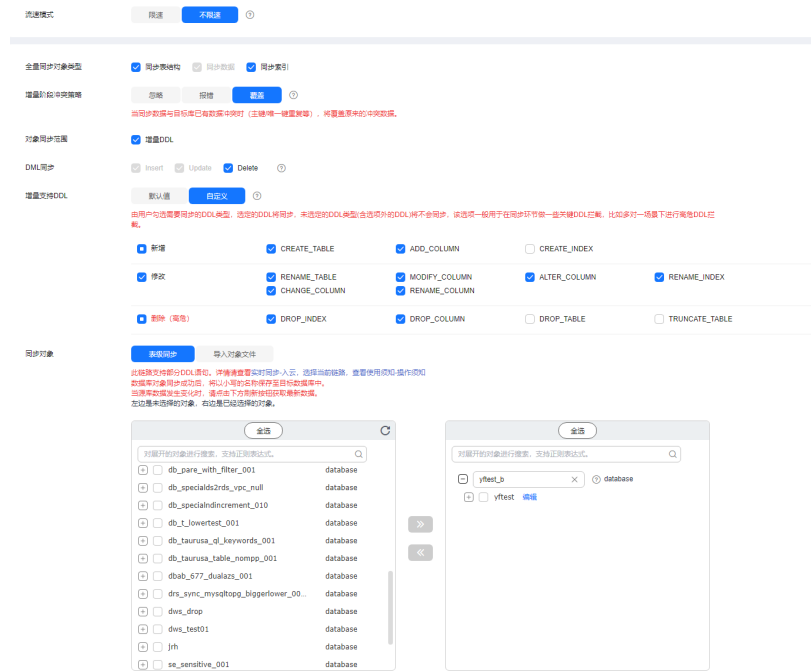 流速模式 限速 不限速
全量同步对象类型 同步表结构 同步数据 同步索引
增量阶段冲突策略 忽略 报错 覆盖
当同步数据与目标库已有数据冲突时（主键/唯一键重复等），将覆盖原来的冲突数据。
对象同步范围 增量DDL
DML同步 Insert Update Delete
增量支持DDL 默认值 自定义
由用户勾选需要同步的DDL类型，选定的DDL将同步，未选定的DDL类型(含选项外的DDL)将不会同步，该选项一般用于在同步环节做一些关键DDL拦截，比如多对一场景下进行高危DDL拦
截。
新增 CREATE_TABLE ADD_COLUMN CREATE_INDEX
修改 RENAME_TABLE MODIFY_COLUMN ALTER_COLUMN RENAME_INDEX
CHANGE_COLUMN RENAME_COLUMN
删除（高危） DROP_INDEX DROP_COLUMN DROP_TABLE TRUNCATE_TABLE
同步对象 表级同步 导入对象文件
此链路支持部分DDL语句。详情请查看实时同步-入云，选择当前链路，查看使用须知-操作须知
数据库对象同步成功后，将以小写的名称保存至目标数据库中。
当源库数据发生变化时，请点击下方刷新按钮获取最新数据。
左边是未选择的对象，右边是已经选择的对象。
全选
对展开的对象进行搜索，支持正则表达式。
db_pare_with_filter_001 database
db_specialds2rds_vpc_null database
db_specialndincrement_010 database
db_t_lowertest_001 database
db_taurusa_ql_keywords_001 database
db_taurusa_table_nompp_001 database
dbab_677_dualazs_001 database
drs_sync_mysqltopg_biggerlower_00... database
dws_drop database
dws_test01 database
jrh database
se_sensitive_001 database
全选
对展开的对象进行搜索，支持正则表达式。
yftest_b database
yftest 编辑